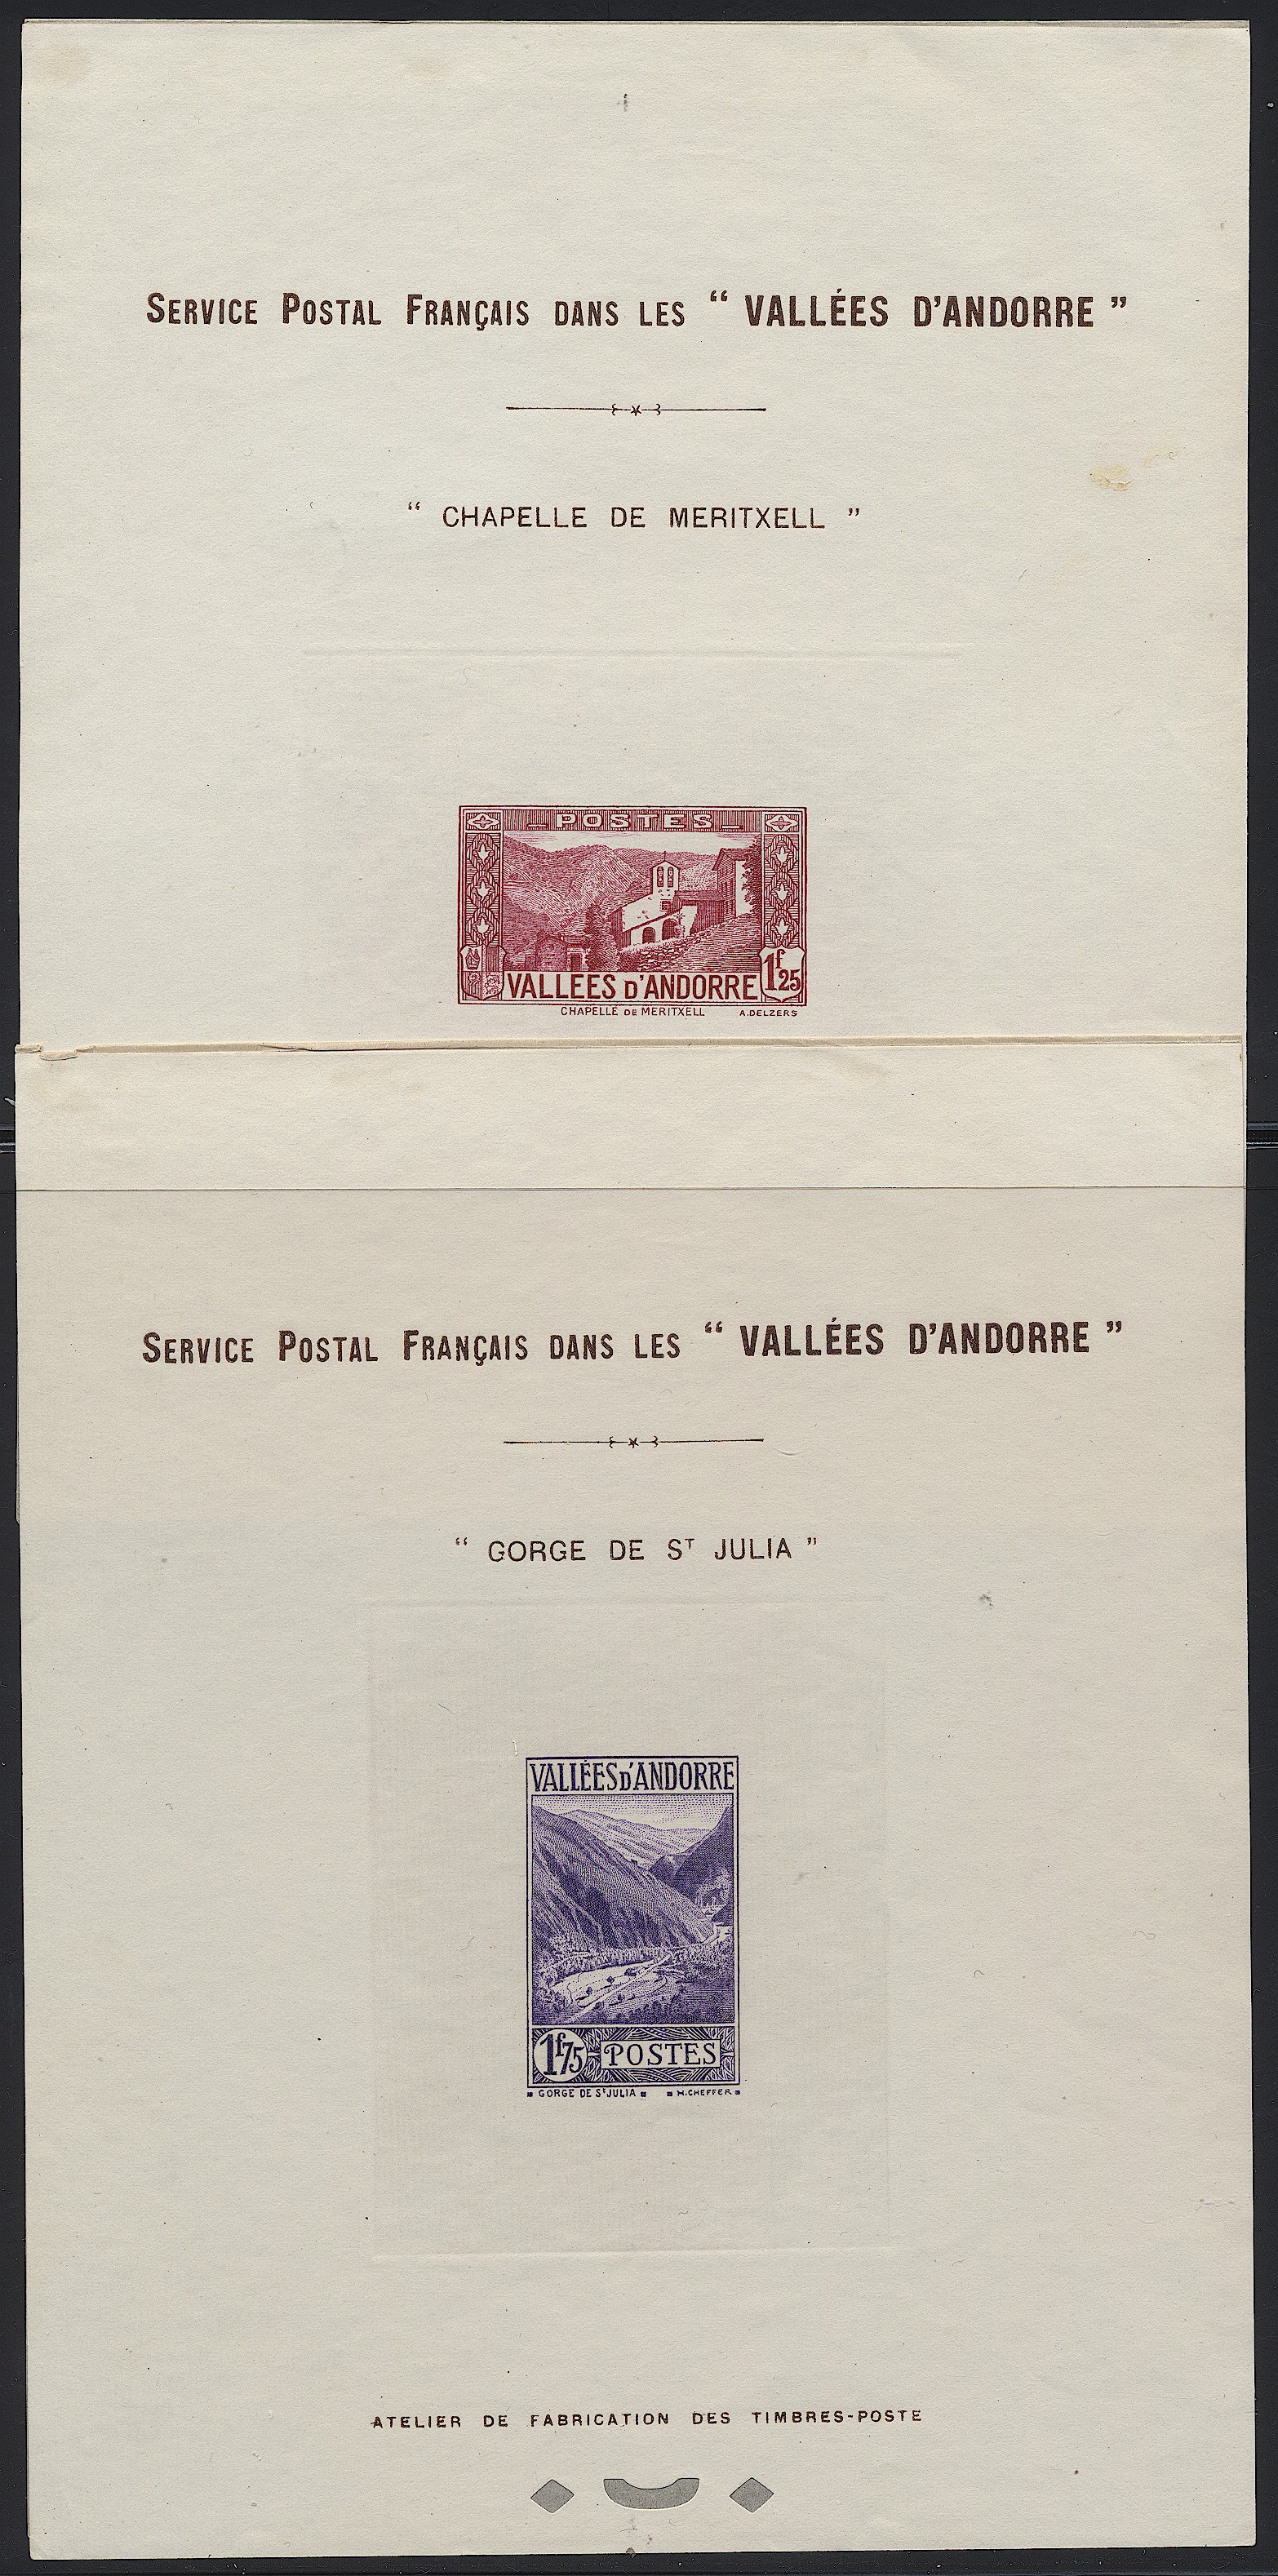 SERVICE POSTAL FRANÇAIS DANS LES “ VALLÉES D'ANDORRE ”
“ CHAPELLE DE MERITXELL ”
POSTES
VALLEES D'ANDORRE 1f25
CHAPELLE DE MERITXELL A.DELZERS
SERVICE POSTAL FRANÇAIS DANS LES “ VALLÉES D'ANDORRE ”
“ GORGE DE ST JULIA ”
VALLÉES D'ANDORRE
1f75 POSTES
GORGE DE St JULIA H.CHEFFER
ATELIER DE FABRICATION DES TIMBRES-POSTE